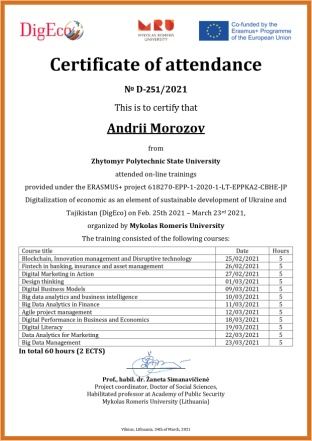 DigEco
MRU
MYKOLAS ROMERIS
UNIVERSITY
Co-funded by the
Erasmus+ Programme
of the European Union
Certificate of attendance
№ D-251/2021
This is to certify that
Andrii Morozov
from
Zhytomyr Polytechnic State University
attended on-line trainings
provided under the ERASMUS+ project 618270-EPP-1-2020-1-LT-EPPKA2-CBHE-JP
Digitalization of economic as an element of sustainable development of Ukraine and
Tajikistan (DigEco) on Feb. 25th 2021 – March 23rd 2021,
organized by Mykolas Romeris University
The training consisted of the following courses:
Course title Date Hours
Blockchain, Innovation management and Disruptive technology 25/02/2021 5
Fintech in banking, insurance and asset management 26/02/2021 5
Digital Marketing in Action 27/02/2021 5
Design thinking 01/03/2021 5
Digital Business Models 09/03/2021 5
Big data analytics and business intelligence 10/03/2021 5
Big Data Analytics in Finance 11/03/2021 5
Agile project management 12/03/2021 5
Digital Performance in Business and Economics 18/03/2021 5
Digital Literacy 19/03/2021 5
Data Analytics for Marketing 22/03/2021 5
Big Data Management 23/03/2021 5
In total 60 hours (2 ECTS)
Prof., habil. dr. Žaneta Simanavičienė
Project coordinator, Doctor of Social Sciences,
Habilitated professor at Academy of Public Security
Mykolas Romeris University (Lithuania)
Vilnius, Lithuania, 24th of March, 2021